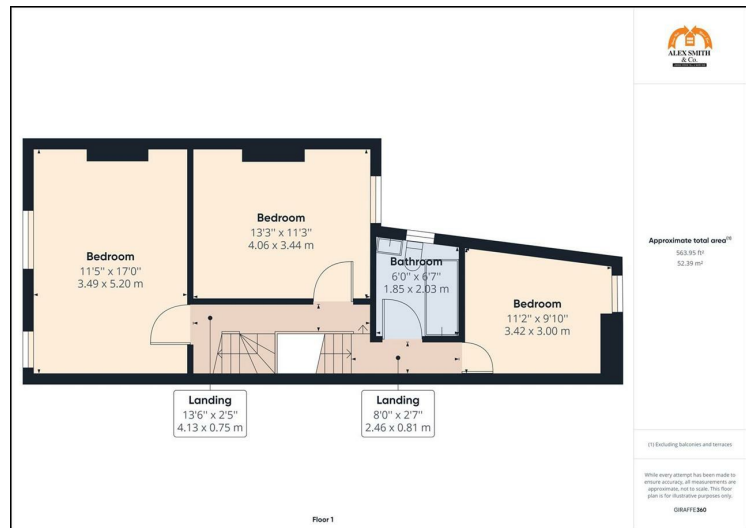 Bedroom
11'5" x 17'0"
3.49 x 5.20 m
Bedroom
13'3" x 11'3"
4.06 x 3.44 m
Bathroom
6'0" x 6'7"
1.85 x 2.03 m
Bedroom
11'2" x 9'10"
3.42 x 3.00 m
Landing
13'6" x 2'5"
4.13 x 0.75 m
Landing
8'0" x 2'7"
2.46 x 0.81 m
Floor 1
ALEX SMITH
& Co.
Approximate total area(1)
563.95 ft²
52.39 m²
(1) Excluding balconies and terraces
While every attempt has been made to
ensure accuracy, all measurements are
approximate, not to scale. This floor
plan is for illustrative purposes only.
GIRAFFE360